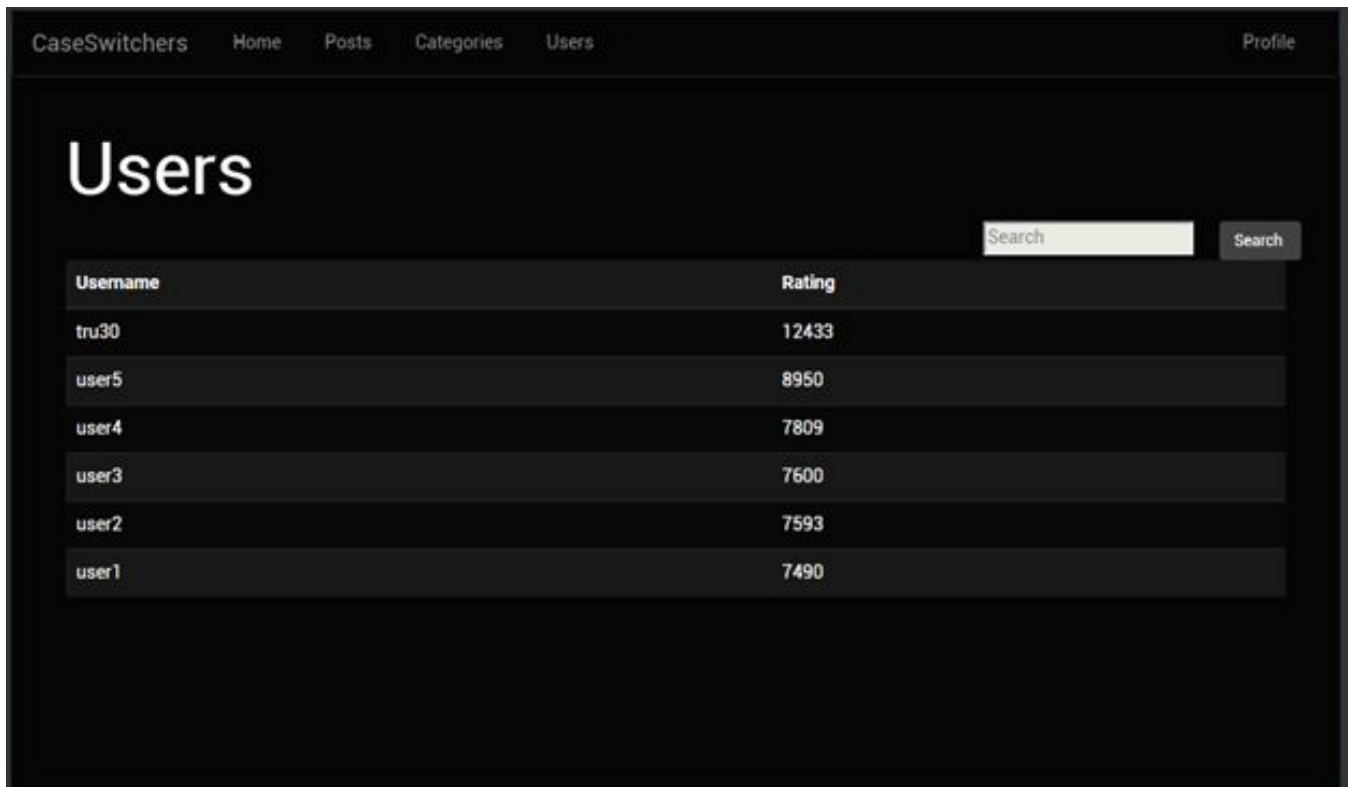 CaseSwitchers Home Posts Categories Users Profile
Users
Search Search
Username Rating
tru30 12433
user5 8950
user4 7809
user3 7600
user2 7593
user1 7490